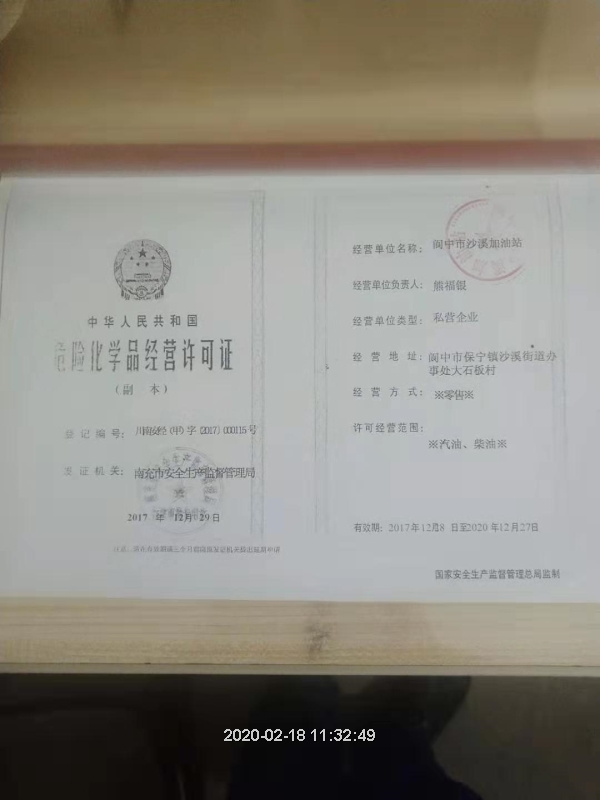 中华人民共和国
危险化学品经营许可证
（副 本）
登记编号：川南安经（中）字（2017）000115号
发证机关：南充市安全生产监督管理局
2017 年 12月 29日
经营单位名称：阆中市沙溪加油站
经营单位负责人：熊福银
经营单位类型：私营企业
经 营 地 址：阆中市保宁镇沙溪街道办
事处大石板村
经 营 方 式：※零售※
许可经营范围：
※汽油、柴油※
有效期：2017年12月8 日至2020年12月27日
国家安全生产监督管理总局监制
2020-02-18 11:32:49